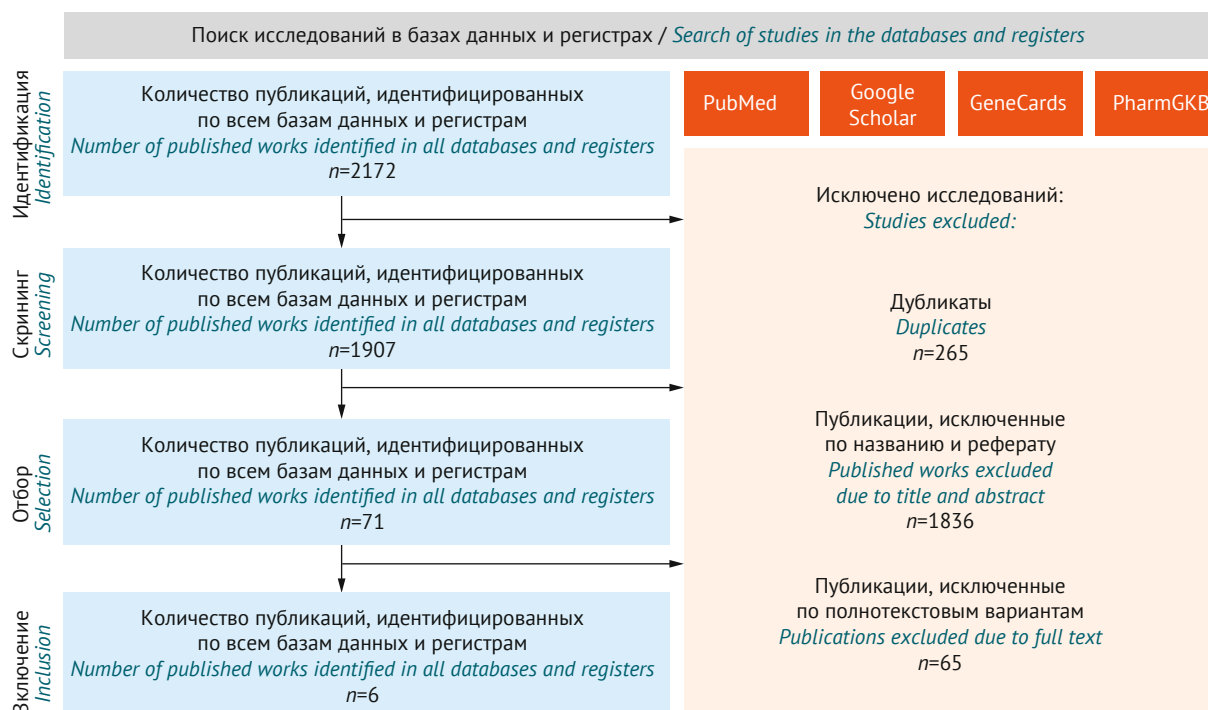 Поиск исследований в базах данных и регистрах / Search of studies in the databases and registers
Идентификация
Identification
Количество публикаций, идентифицированных
по всем базам данных и регистрам
Number of published works identified in all databases and registers
n=2172
PubMed
Google
Scholar
GeneCards
PharmGKB
Исключено исследований:
Studies excluded:
Скрининг
Screening
Количество публикаций, идентифицированных
по всем базам данных и регистрам
Number of published works identified in all databases and registers
n=1907
Дубликаты
Duplicates
n=265
Отбор
Selection
Количество публикаций, идентифицированных
по всем базам данных и регистрам
Number of published works identified in all databases and registers
n=71
Публикации, исключенные
по названию и реферату
Published works excluded
due to title and abstract
n=1836
Включение
Inclusion
Количество публикаций, идентифицированных
по всем базам данных и регистрам
Number of published works identified in all databases and registers
n=6
Публикации, исключенные
по полнотекстовым вариантам
Publications excluded due to full text
n=65